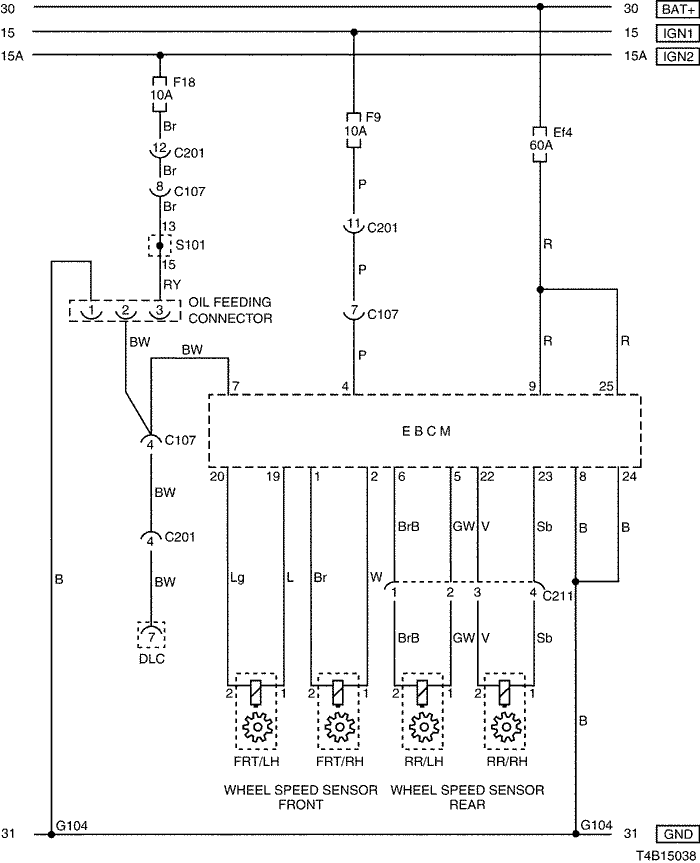 30 30 BAT+
15 15 IGN1
15A 15A IGN2
F18
10A
F9
10A
Ef4
60A
Br
12 C201
Br
8 C107
Br
13
S101
15
RY
P
11 C201
P
7 C107
P
R
R R
1 2 3
OIL FEEDING
CONNECTOR
BW BW
7 4 9 25
EBCM
4 C107
BW
4 C201
BW
7
DLC
20 19 1 2 6 5 22 23 8 24
BrB GW V Sb B B
B Lg L Br W
1 2 3 4 C211
BrB GW V Sb
B
2 1 2 1 2 1 2 1
FRT/LH FRT/RH RR/LH RR/RH
WHEEL SPEED SENSOR
FRONT
WHEEL SPEED SENSOR
REAR
31 G104 G104 31 GND
T4B15038